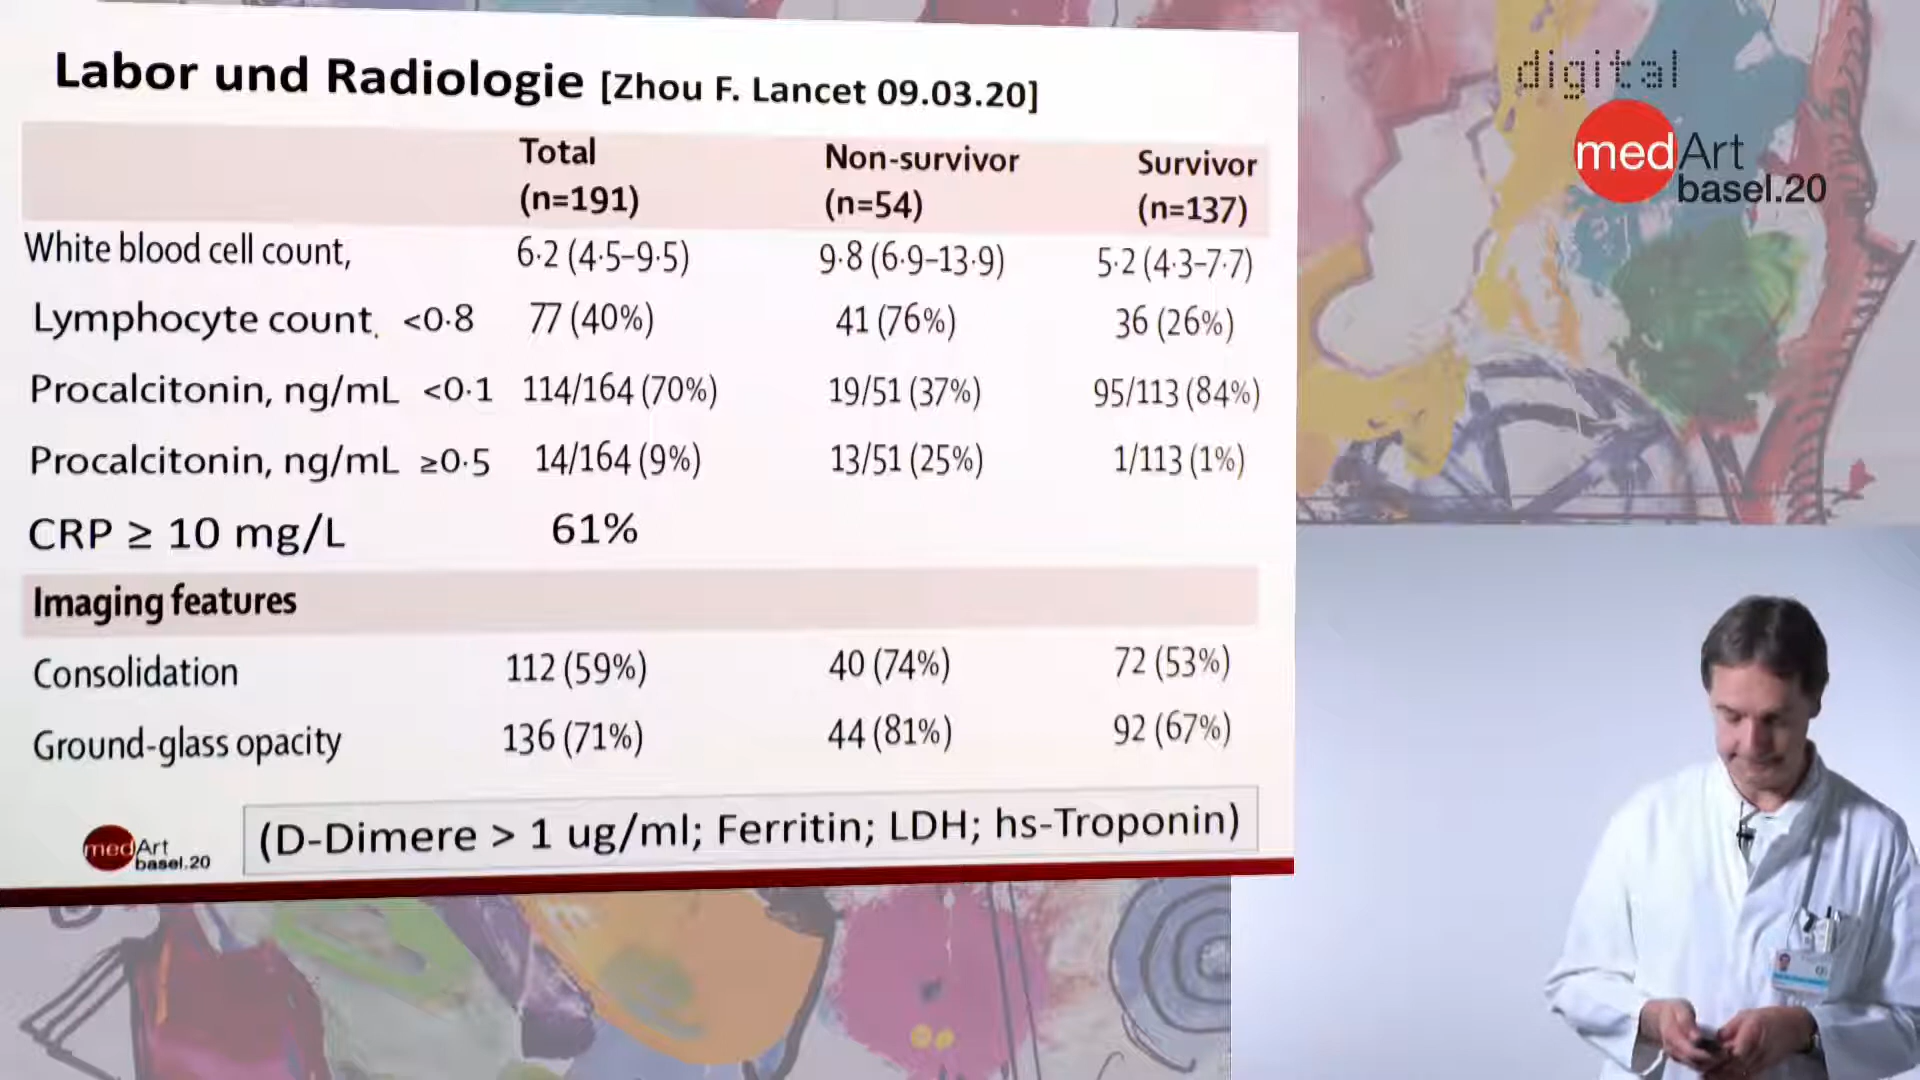 Labor und Radiologie [Zhou F. Lancet 09.03.20]
Total (n=191) Non-survivor (n=54) Survivor (n=137)
White blood cell count, 6·2 (4·5–9·5) 9·8 (6·9–13·9) 5·2 (4·3–7·7)
Lymphocyte count, <0·8 77 (40%) 41 (76%) 36 (26%)
Procalcitonin, ng/mL <0·1 114/164 (70%) 19/51 (37%) 95/113 (84%)
Procalcitonin, ng/mL ≥0·5 14/164 (9%) 13/51 (25%) 1/113 (1%)
CRP ≥ 10 mg/L 61%
Imaging features
Consolidation 112 (59%) 40 (74%) 72 (53%)
Ground-glass opacity 136 (71%) 44 (81%) 92 (67%)
(D-Dimere > 1 ug/ml; Ferritin; LDH; hs-Troponin)
medArt
basel.20
digital
medArt
basel.20